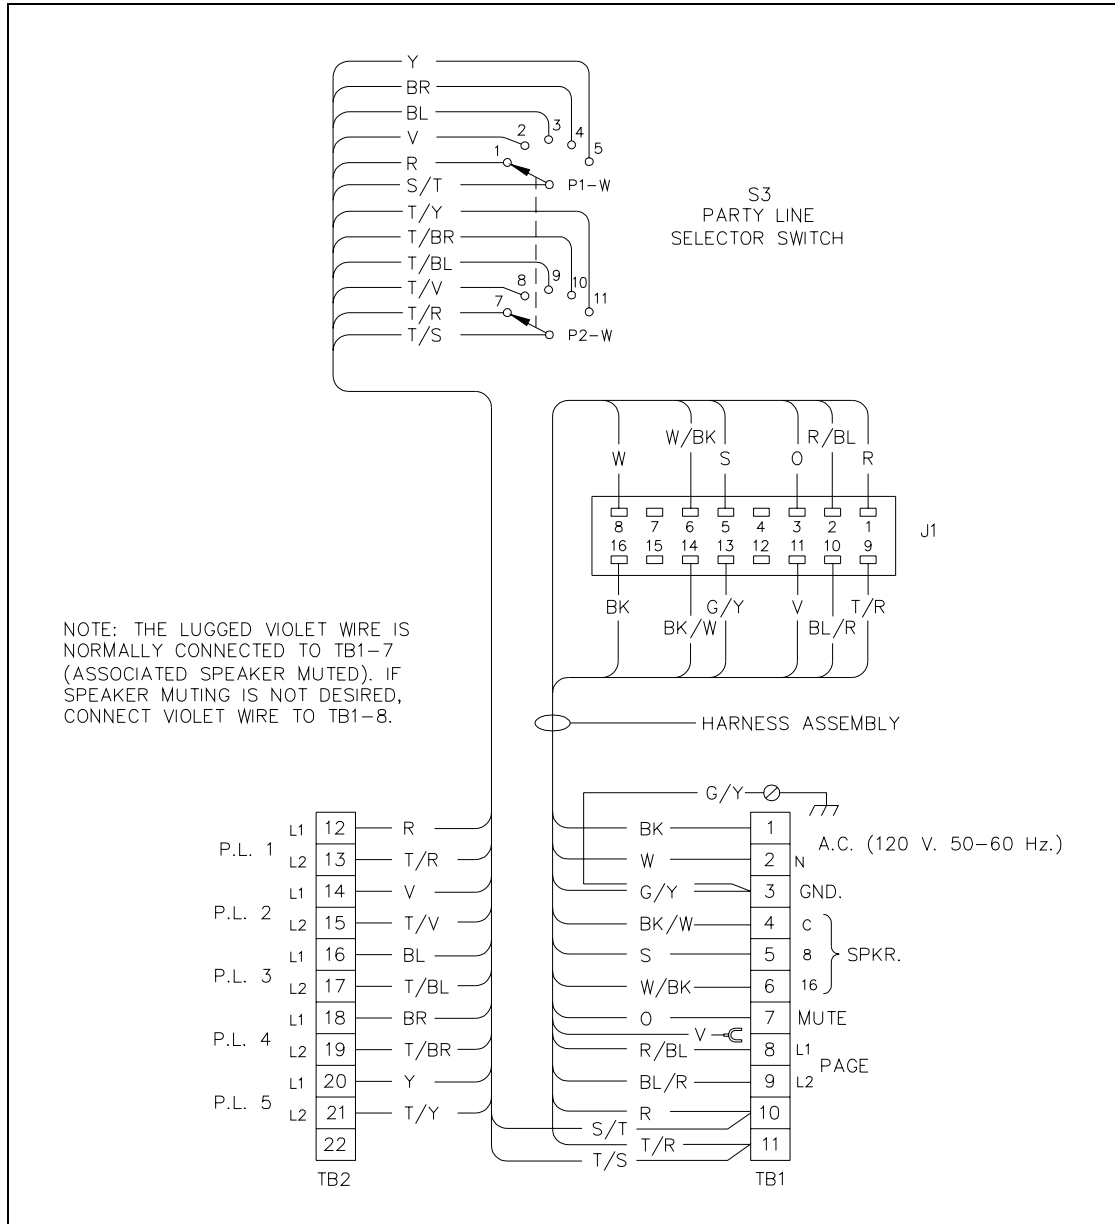 Y
BR
BL
V
R
S/T
T/Y
T/BR
T/BL
T/V
T/R
T/S
1
2
3
4
5
P1-W
7
8
9
10
11
P2-W
S3
PARTY LINE
SELECTOR SWITCH
W
W/BK
S
O
R/BL
R
8 7 6 5 4 3 2 1
16 15 14 13 12 11 10 9
J1
BK
BK/W
G/Y
V
BL/R
T/R
NOTE: THE LUGGED VIOLET WIRE IS
NORMALLY CONNECTED TO TB1-7
(ASSOCIATED SPEAKER MUTED). IF
SPEAKER MUTING IS NOT DESIRED,
CONNECT VIOLET WIRE TO TB1-8.
HARNESS ASSEMBLY
P.L. 1
L1 12 R
L2 13 T/R
P.L. 2
L1 14 V
L2 15 T/V
P.L. 3
L1 16 BL
L2 17 T/BL
P.L. 4
L1 18 BR
L2 19 T/BR
P.L. 5
L1 20 Y
L2 21 T/Y
22
TB2
G/Y
BK 1
A.C. (120 V. 50-60 Hz.)
W 2 N
G/Y 3 GND.
BK/W 4 C
S 5 8 SPKR.
W/BK 6 16
O 7 MUTE
V
R/BL 8 L1
PAGE
BL/R 9 L2
R 10
S/T
T/R 11
T/S
TB1